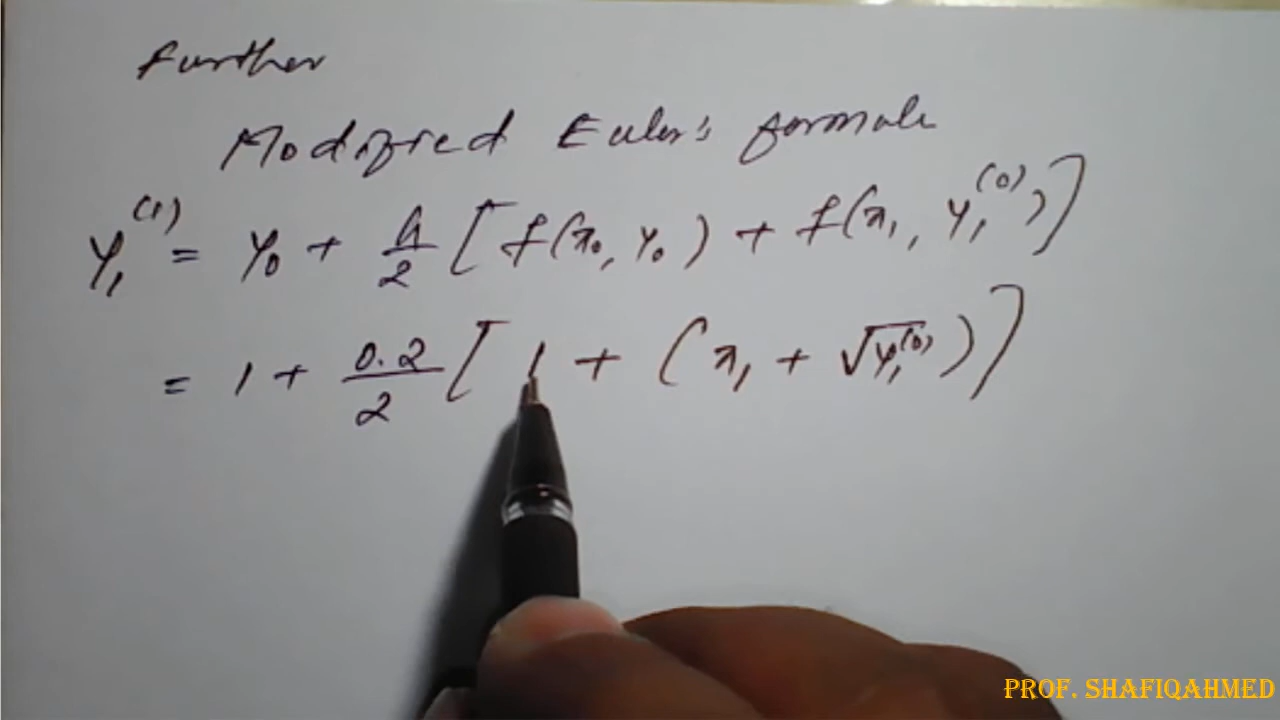 Further
Modified Euler's formula
y₁⁽¹⁾ = y₀ + h/2 [ f(x₀, y₀) + f(x₁, y₁⁽⁰⁾) ]
= 1 + 0.2/2 [ 1 + ( x₁ + √y₁⁽⁰⁾ ) ]
PROF. SHAFIQAHMED